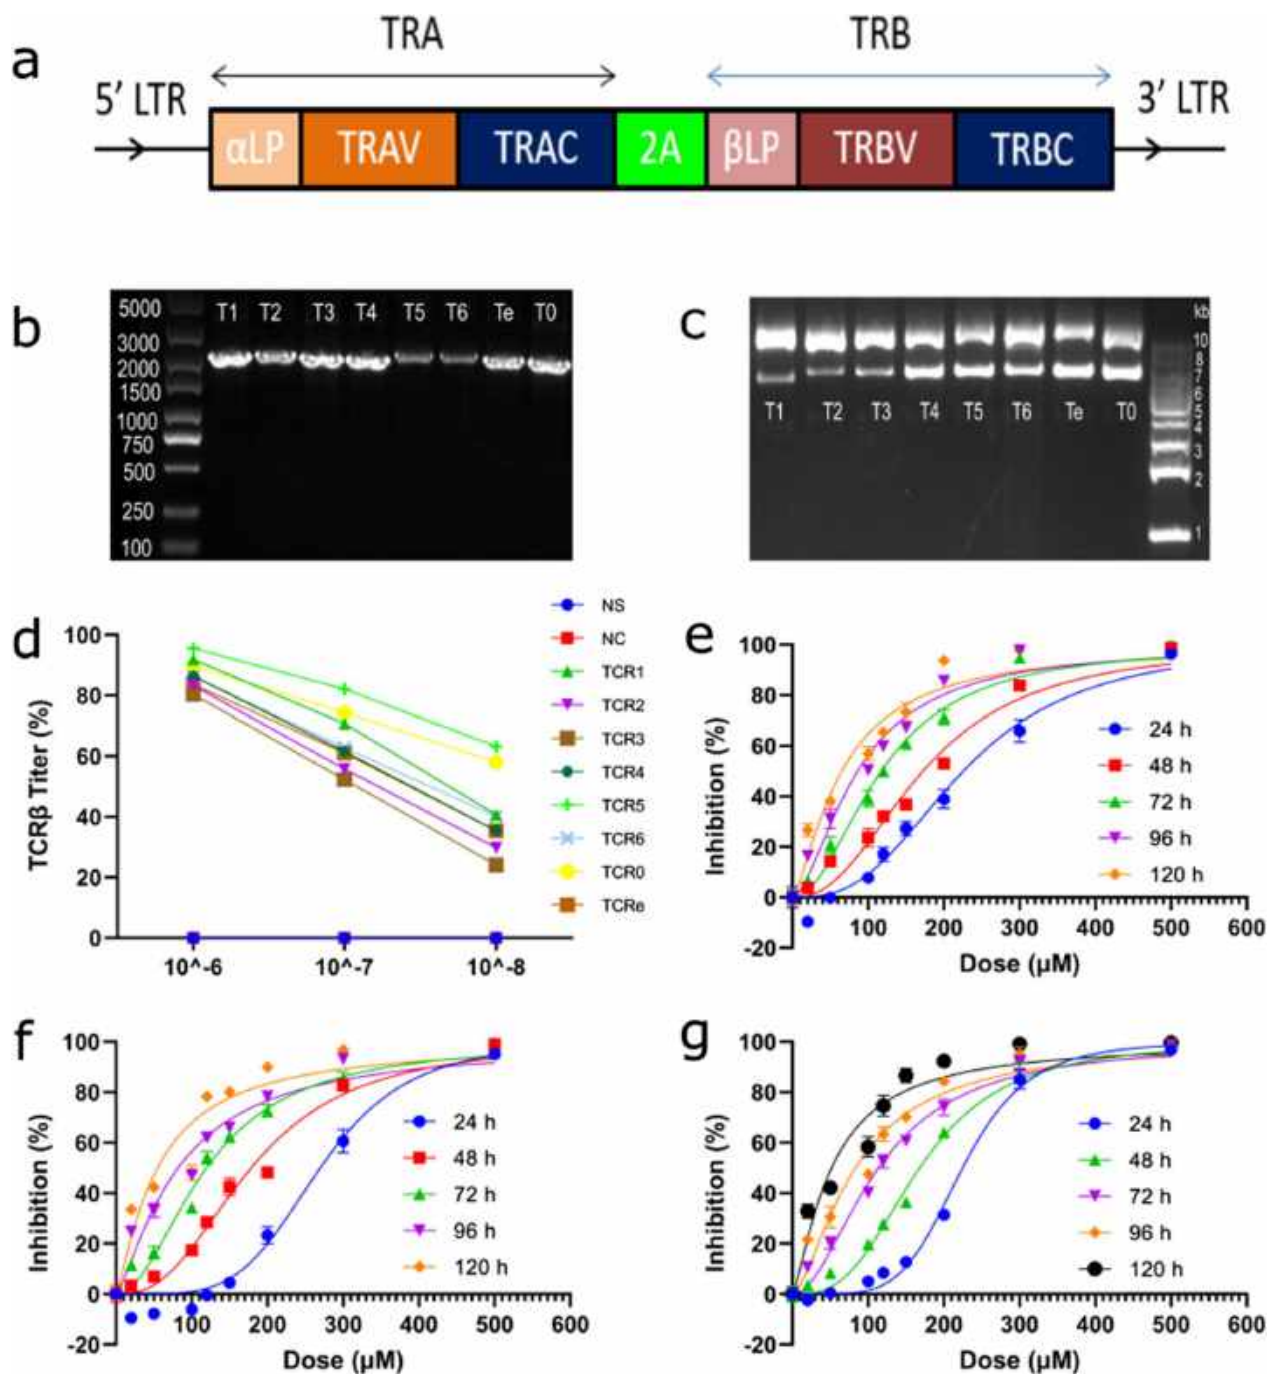 a
TRA
TRB
5' LTR
αLP
TRAV
TRAC
2A
βLP
TRBV
TRBC
3' LTR
b
5000
3000
2000
1500
1000
750
500
250
100
T1 T2 T3 T4 T5 T6 Te T0
c
T1 T2 T3 T4 T5 T6 Te T0
kb
10
8
7
6
5
4
3
2
1
d
TCRβ Titer (%)
100
80
60
40
20
0
10^-6 10^-7 10^-8
NS
NC
TCR1
TCR2
TCR3
TCR4
TCR5
TCR6
TCR0
TCRe
e
Inhibition (%)
100
80
60
40
20
0
-20
100 200 300 400 500 600
Dose (µM)
24 h
48 h
72 h
96 h
120 h
f
Inhibition (%)
100
80
60
40
20
0
-20
100 200 300 400 500 600
Dose (µM)
24 h
48 h
72 h
96 h
120 h
g
Inhibition (%)
100
80
60
40
20
0
-20
100 200 300 400 500 600
Dose (µM)
24 h
48 h
72 h
96 h
120 h